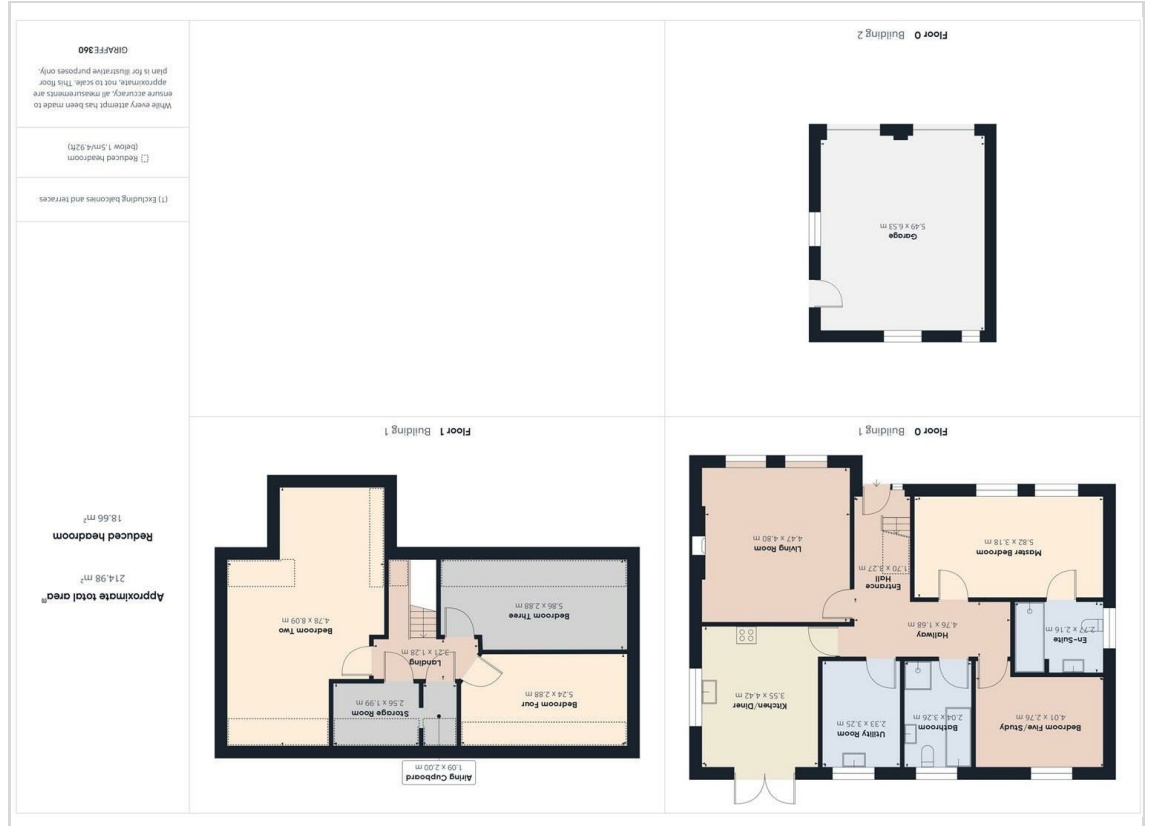 Bedroom Five/Study
4.01 x 2.76 m
Bathroom
2.04 x 3.26 m
Utility Room
2.33 x 3.25 m
Kitchen/Diner
3.55 x 4.42 m
En-Suite
2.77 x 2.16 m
Hallway
4.76 x 1.68 m
Master Bedroom
5.82 x 3.18 m
Entrance
Hall
1.70 x 3.27 m
Living Room
4.47 x 4.80 m
Floor 0 Building 1
Airing Cupboard
1.09 x 2.00 m
Bedroom Four
5.24 x 2.88 m
Storage Room
2.56 x 1.99 m
Landing
3.21 x 1.28 m
Bedroom Three
5.86 x 2.88 m
Bedroom Two
4.78 x 8.09 m
Floor 1 Building 1
Garage
5.49 x 6.53 m
Floor 0 Building 2
Approximate total area(1)
214.98 m²
Reduced headroom
18.66 m²
(1) Excluding balconies and terraces
Reduced headroom
(below 1.5m/4.92ft)
While every attempt has been made to
ensure accuracy, all measurements are
approximate, not to scale. This floor
plan is for illustrative purposes only.
GIRAFFE360